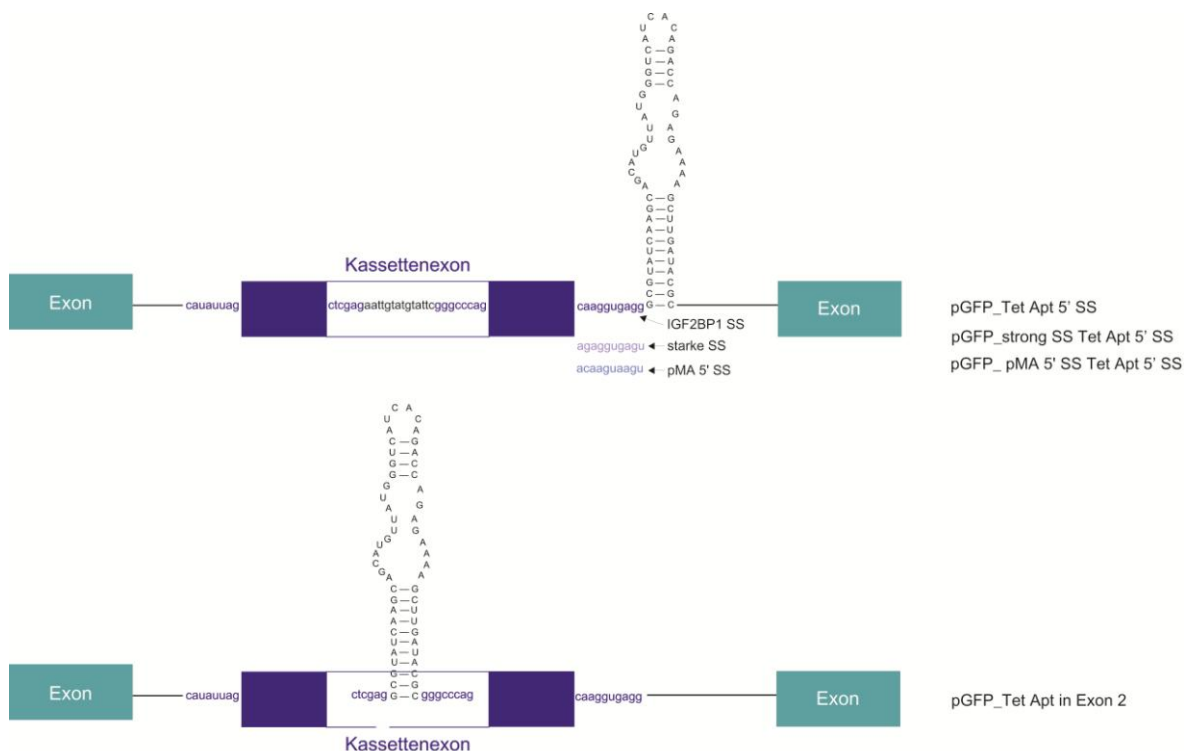 C A
U C
A A
C — G
U — A
G — C
G — C
G A
U G
A A
U G
U A
G A
U A
A A
C A
G
A
C — G
G — C
A — U
A — U
C — G
U — A
A — U
U — A
G — C
C — G
G — C
Kassettenexon
Exon cauauuag ctcgagaattgtatgtattcgggcccag caaggugagg Exon pGFP_Tet Apt 5' SS
IGF2BP1 SS
agaggugagu starke SS pGFP_strong SS Tet Apt 5' SS
acaaguaagu pMA 5' SS pGFP_ pMA 5' SS Tet Apt 5' SS
C A
U C
A A
C — G
U — A
G — C
G — C
G A
U G
A A
U G
U A
G A
U A
A A
C A
G
A
C — G
G — C
A — U
A — U
C — G
U — A
A — U
U — A
G — C
C — G
G — C
Exon cauauuag ctcgag gggcccag caaggugagg Exon pGFP_Tet Apt in Exon 2
Kassettenexon